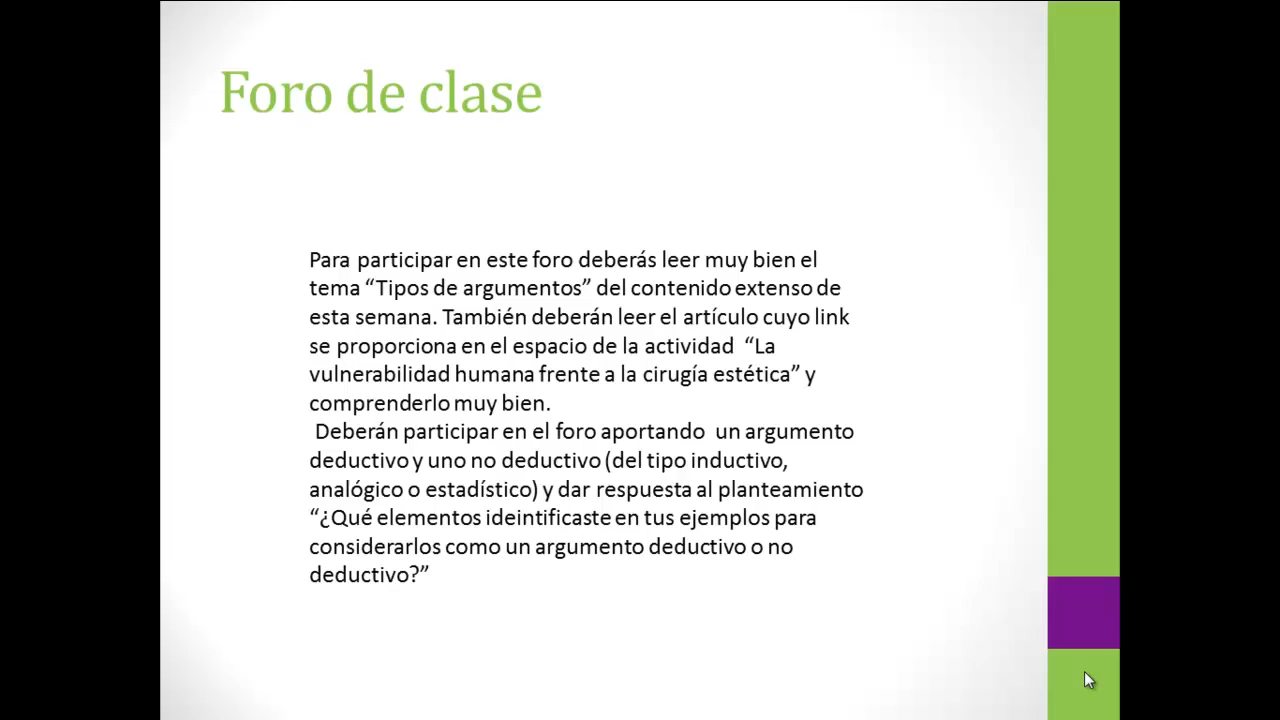 Foro de clase
Para participar en este foro deberás leer muy bien el
tema “Tipos de argumentos” del contenido extenso de
esta semana. También deberán leer el artículo cuyo link
se proporciona en el espacio de la actividad “La
vulnerabilidad humana frente a la cirugía estética” y
comprenderlo muy bien.
Deberán participar en el foro aportando un argumento
deductivo y uno no deductivo (del tipo inductivo,
analógico o estadístico) y dar respuesta al planteamiento
“¿Qué elementos ideintificaste en tus ejemplos para
considerarlos como un argumento deductivo o no
deductivo?”